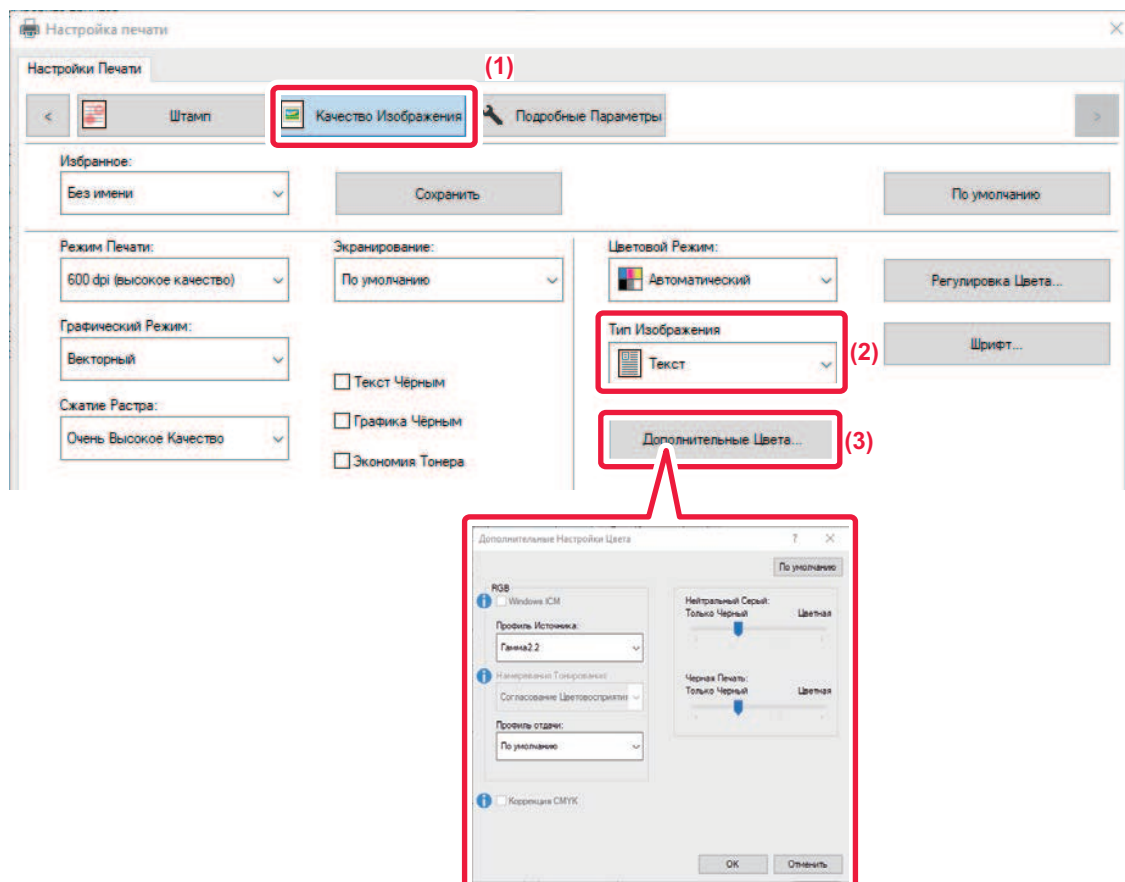 Настройка печати
Настройки Печати
(1)
< Штамп Качество Изображения Подробные Параметры >
Избранное:
Без имени Сохранить По умолчанию
Режим Печати: Экранирование: Цветовой Режим:
600 dpi (высокое качество) По умолчанию Автоматический Регулировка Цвета...
Графический Режим: Тип Изображения
Векторный Текст (2) Шрифт...
Текст Чёрным
Сжатие Растра:
Графика Чёрным
Очень Высокое Качество Дополнительные Цвета... (3)
Экономия Тонера
Дополнительные Настройки Цвета ?
По умолчанию
RGB
Windows ICM
Нейтральный Серый:
Только Черный Цветная
Профиль Источника:
Гамма2.2
Намеревания Тонирования
Черная Печать:
Только Черный Цветная
Согласование Цветовосприятия
Профиль отдачи:
По умолчанию
Коррекция CMYK
OK Отменить